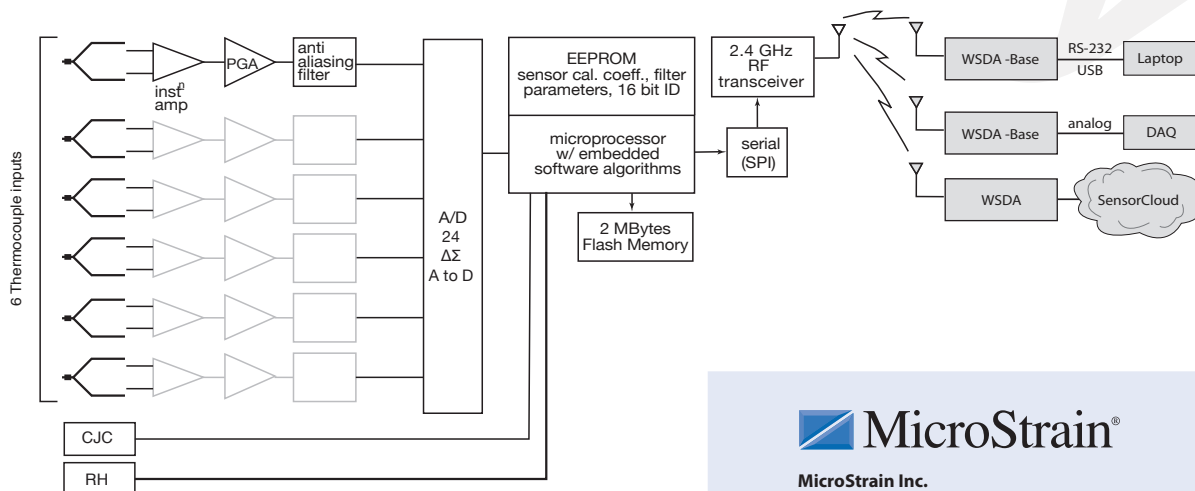 6 Thermocouple inputs
instⁿ
amp
PGA
anti
aliasing
filter
A/D
24
ΔΣ
A to D
CJC
RH
EEPROM
sensor cal. coeff., filter
parameters, 16 bit ID
microprocessor
w/ embedded
software algorithms
2 MBytes
Flash Memory
serial
(SPI)
2.4 GHz
RF
transceiver
WSDA -Base
RS-232
USB
Laptop
WSDA -Base
analog
DAQ
WSDA
SensorCloud
MicroStrain®
MicroStrain Inc.